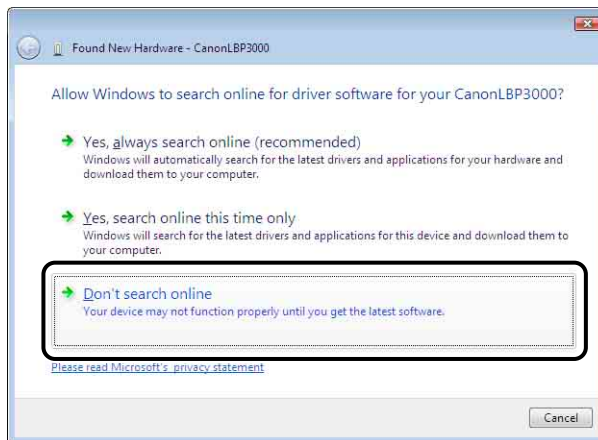 Found New Hardware - CanonLBP3000
Allow Windows to search online for driver software for your CanonLBP3000?
Yes, always search online (recommended)
Windows will automatically search for the latest drivers and applications for your hardware and
download them to your computer.
Yes, search online this time only
Windows will search for the latest drivers and applications for this device and download them to
your computer.
Don't search online
Your device may not function properly until you get the latest software.
Please read Microsoft's privacy statement
Cancel